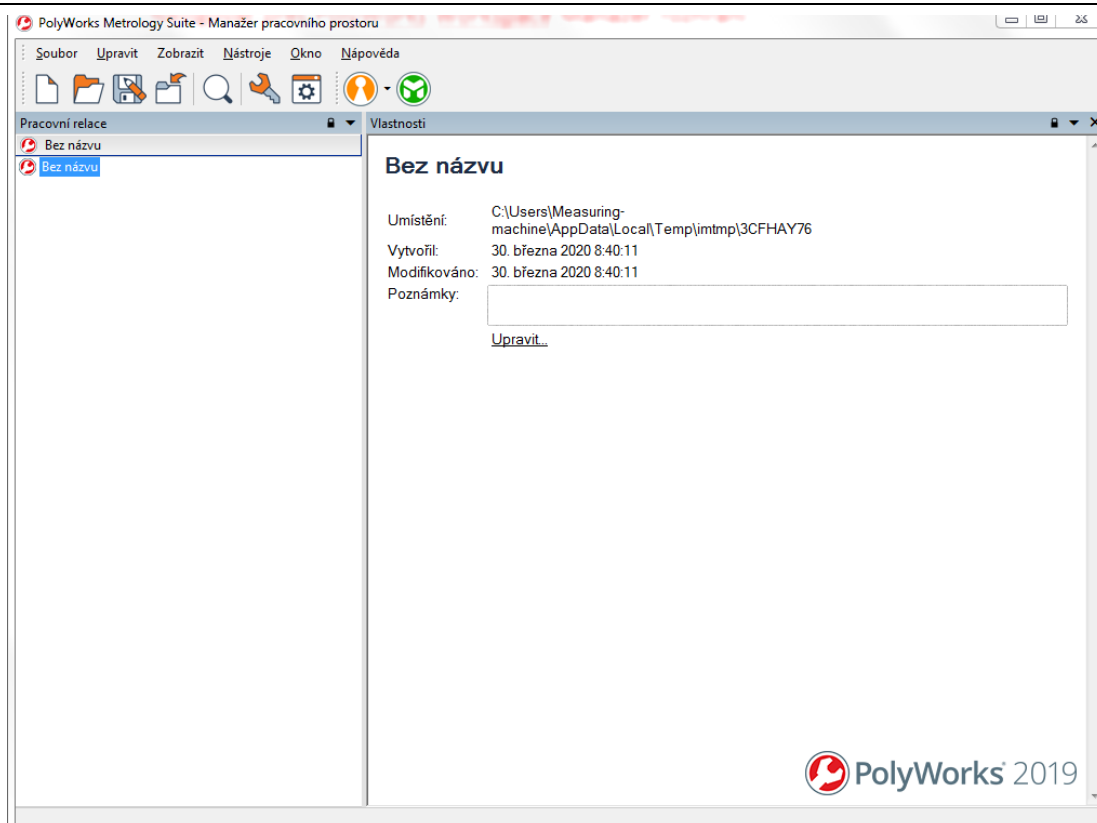 PolyWorks Metrology Suite - Manažer pracovního prostoru
Soubor Upravit Zobrazit Nástroje Okno Nápověda
Pracovní relace
Bez názvu
Bez názvu
Vlastnosti
Bez názvu
Umístění: C:\Users\Measuring-
machine\AppData\Local\Temp\imtmp\3CFHAY76
Vytvořil: 30. března 2020 8:40:11
Modifikováno: 30. března 2020 8:40:11
Poznámky:
Upravit...
PolyWorks 2019